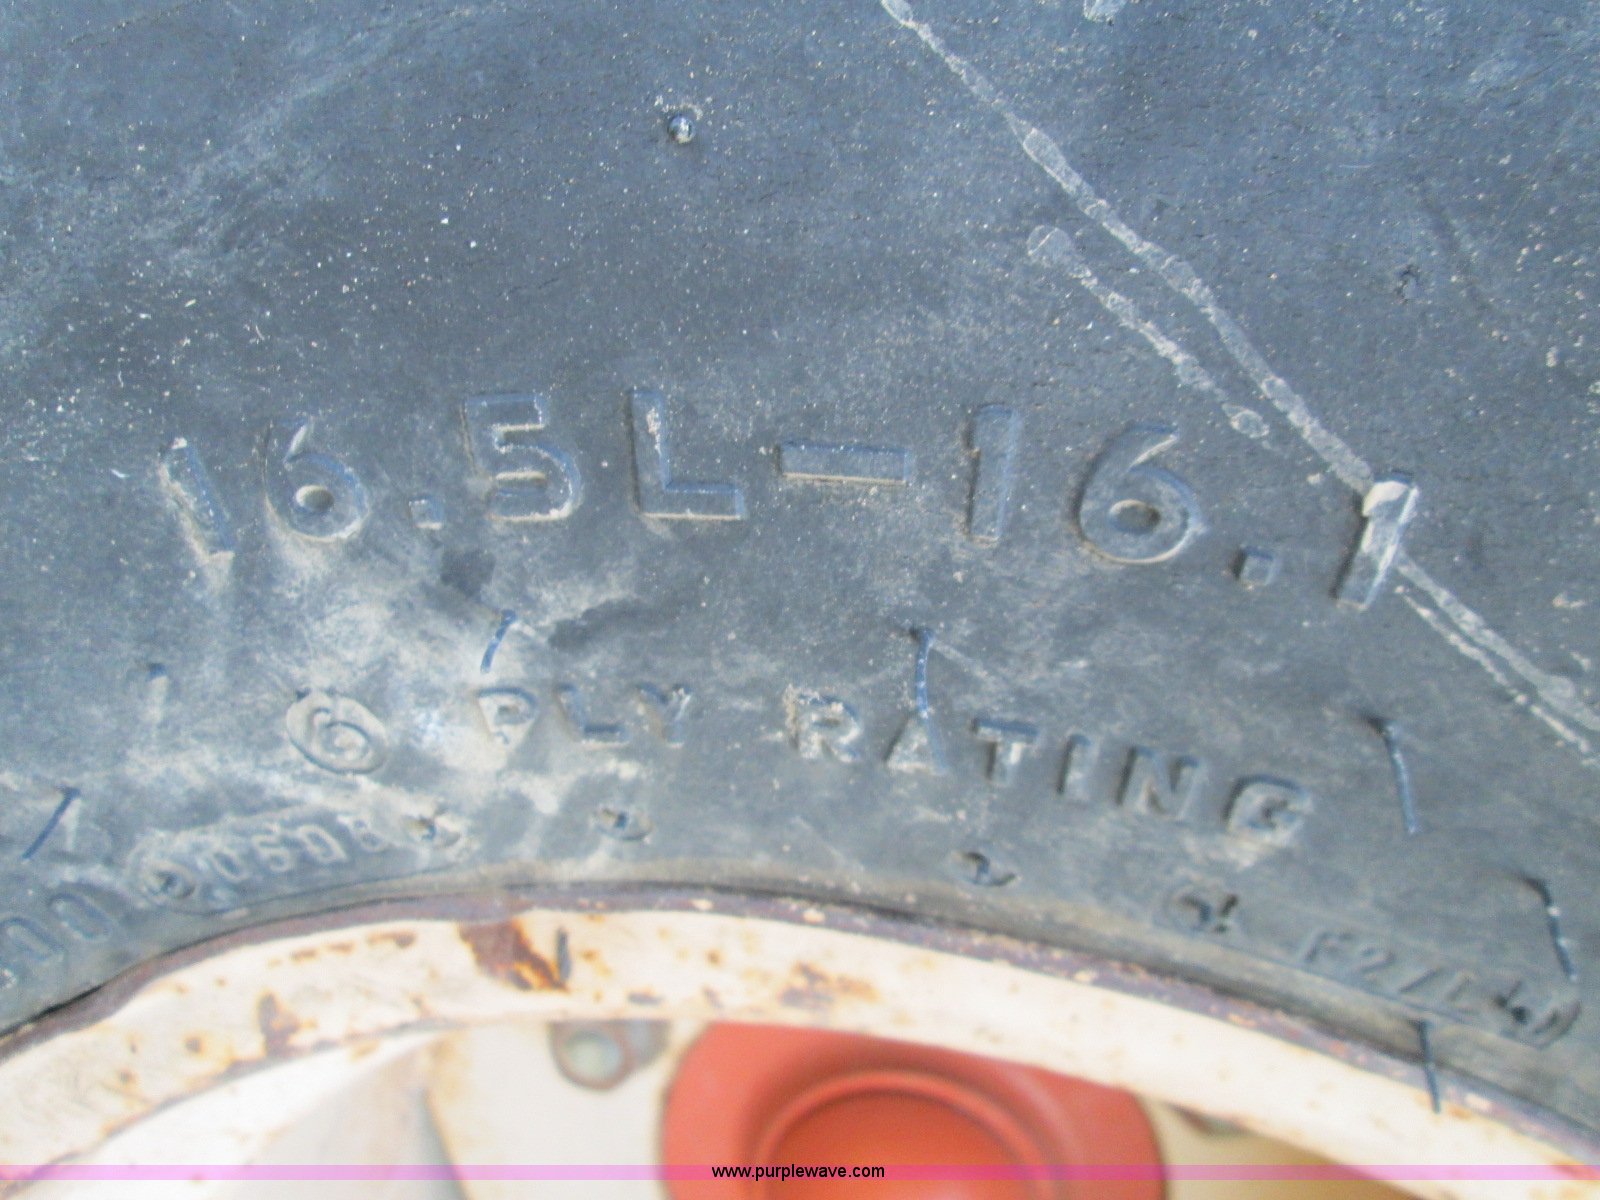 16.5L-16.1
6 PLY RATING
www.purplewave.com